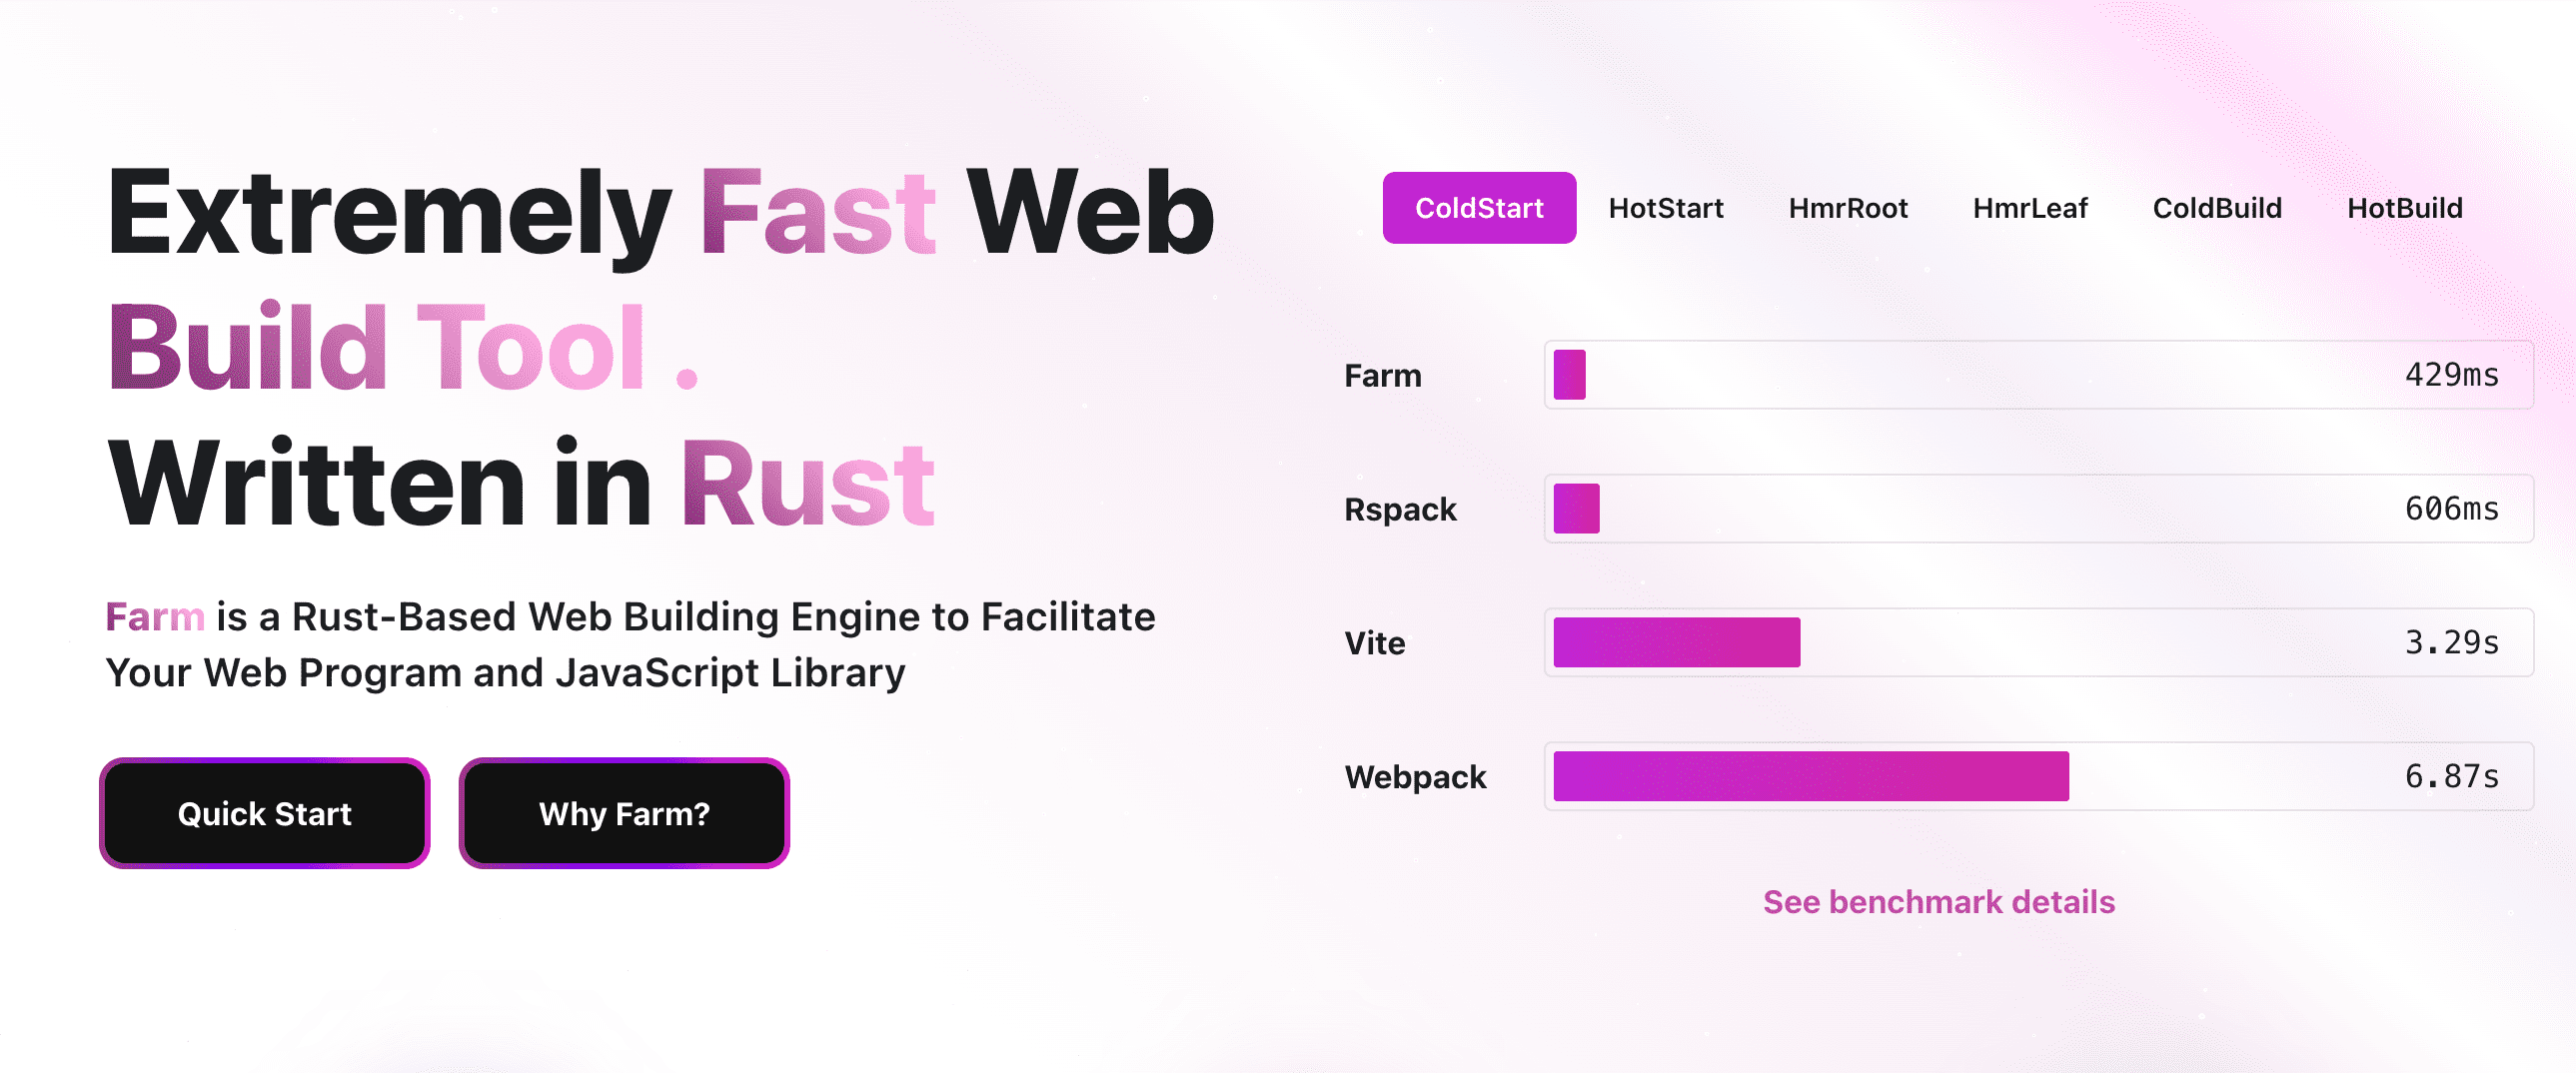 Extremely Fast Web
Build Tool .
Written in Rust
Farm is a Rust-Based Web Building Engine to Facilitate
Your Web Program and JavaScript Library
Quick Start
Why Farm?
ColdStart
HotStart
HmrRoot
HmrLeaf
ColdBuild
HotBuild
Farm 429ms
Rspack 606ms
Vite 3.29s
Webpack 6.87s
See benchmark details